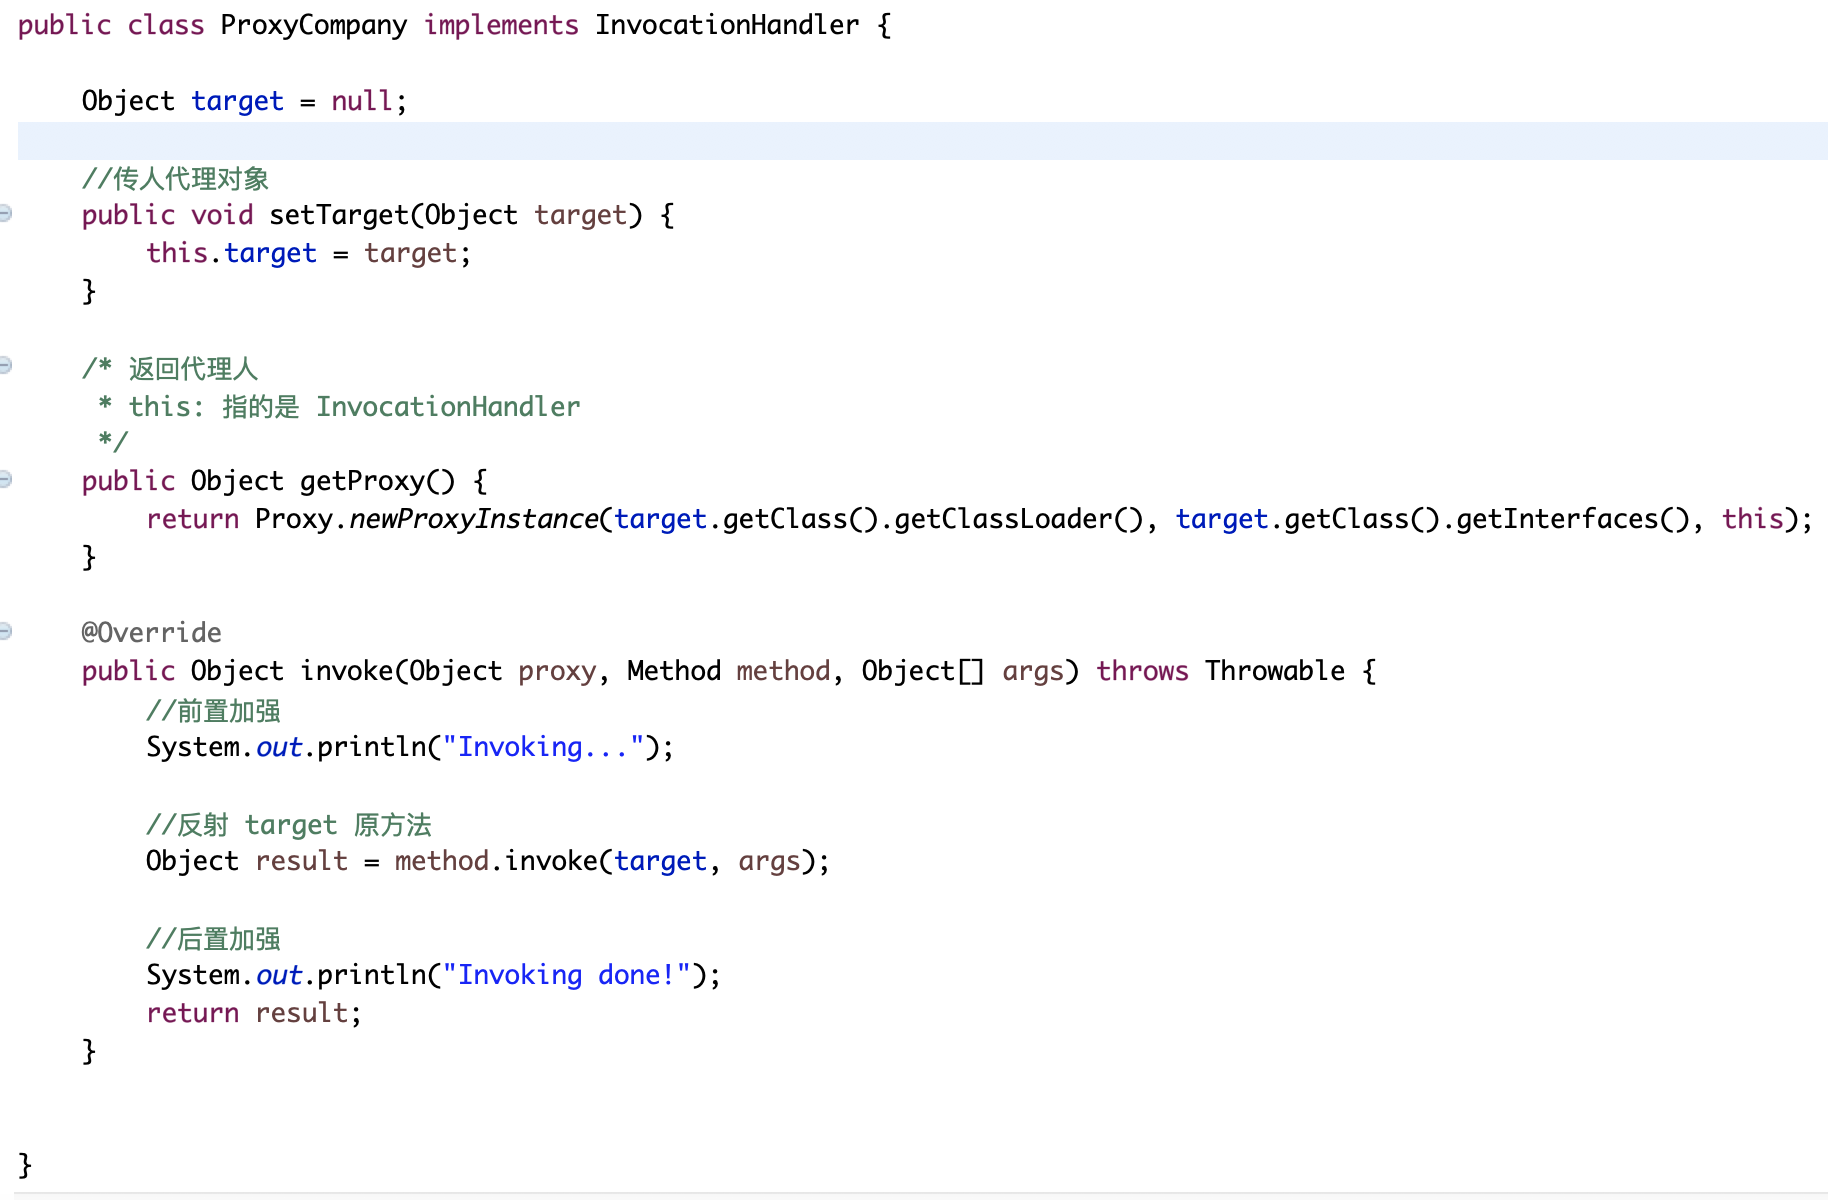 public class ProxyCompany implements InvocationHandler {
Object target = null;
//传人代理对象
public void setTarget(Object target) {
this.target = target;
}
/* 返回代理人
* this: 指的是 InvocationHandler
*/
public Object getProxy() {
return Proxy.newProxyInstance(target.getClass().getClassLoader(), target.getClass().getInterfaces(), this);
}
@Override
public Object invoke(Object proxy, Method method, Object[] args) throws Throwable {
//前置加强
System.out.println("Invoking...");
//反射 target 原方法
Object result = method.invoke(target, args);
//后置加强
System.out.println("Invoking done!");
return result;
}
}